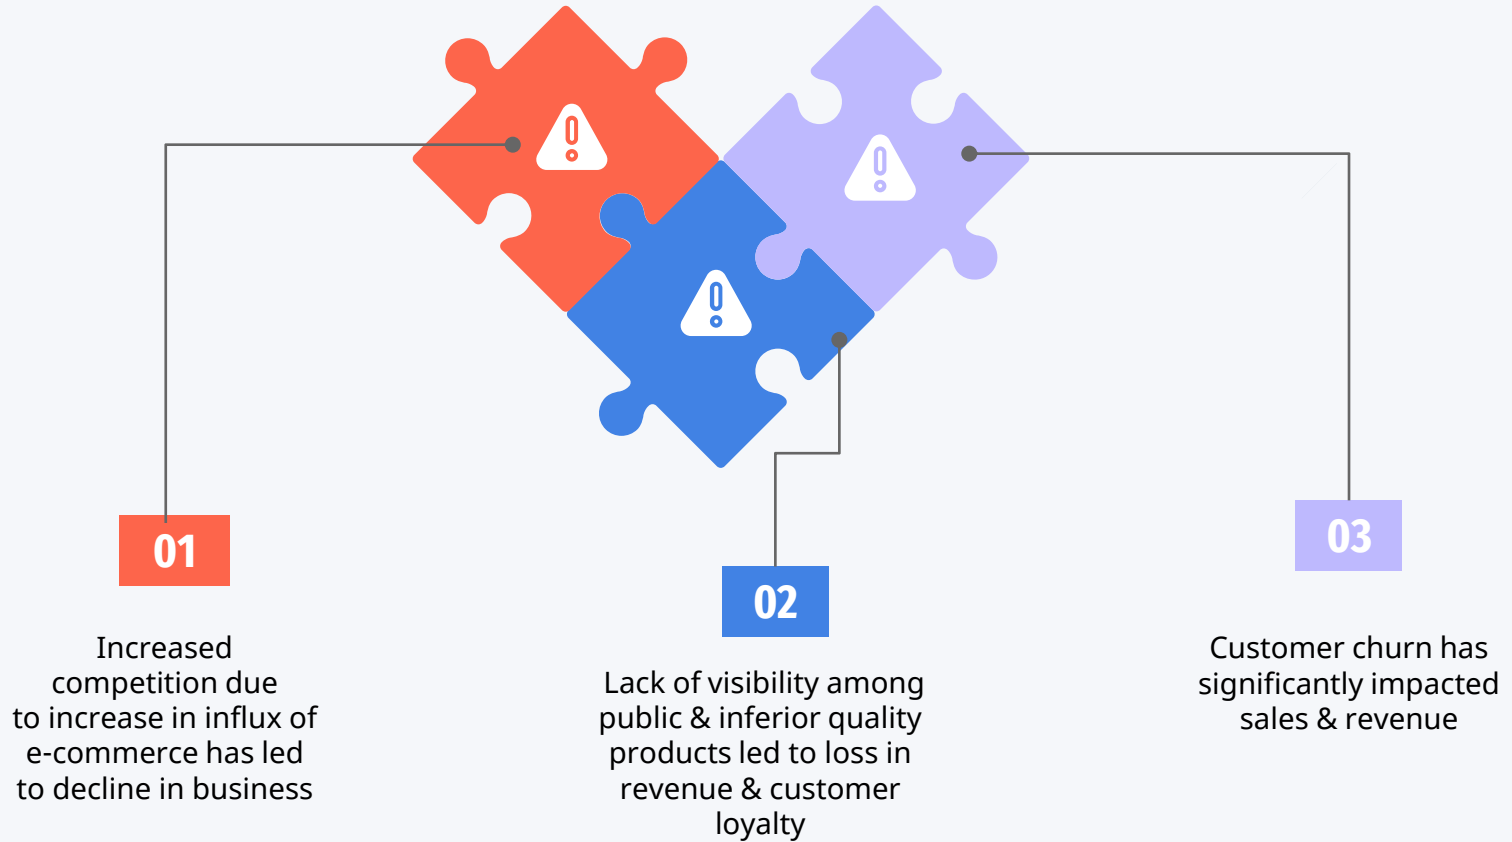 01
Increased
competition due
to increase in influx of
e-commerce has led
to decline in business
02
Lack of visibility among
public & inferior quality
products led to loss in
revenue & customer
loyalty
03
Customer churn has
significantly impacted
sales & revenue